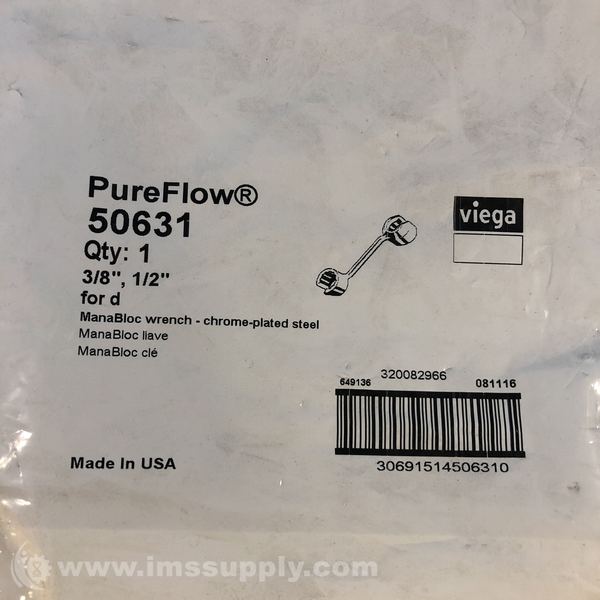 PureFlow®
50631
Qty: 1
3/8", 1/2"
for d
ManaBloc wrench - chrome-plated steel
ManaBloc llave
ManaBloc clé
viega
320082966
649136 081116
30691514506310
Made In USA
© www.imssupply.com